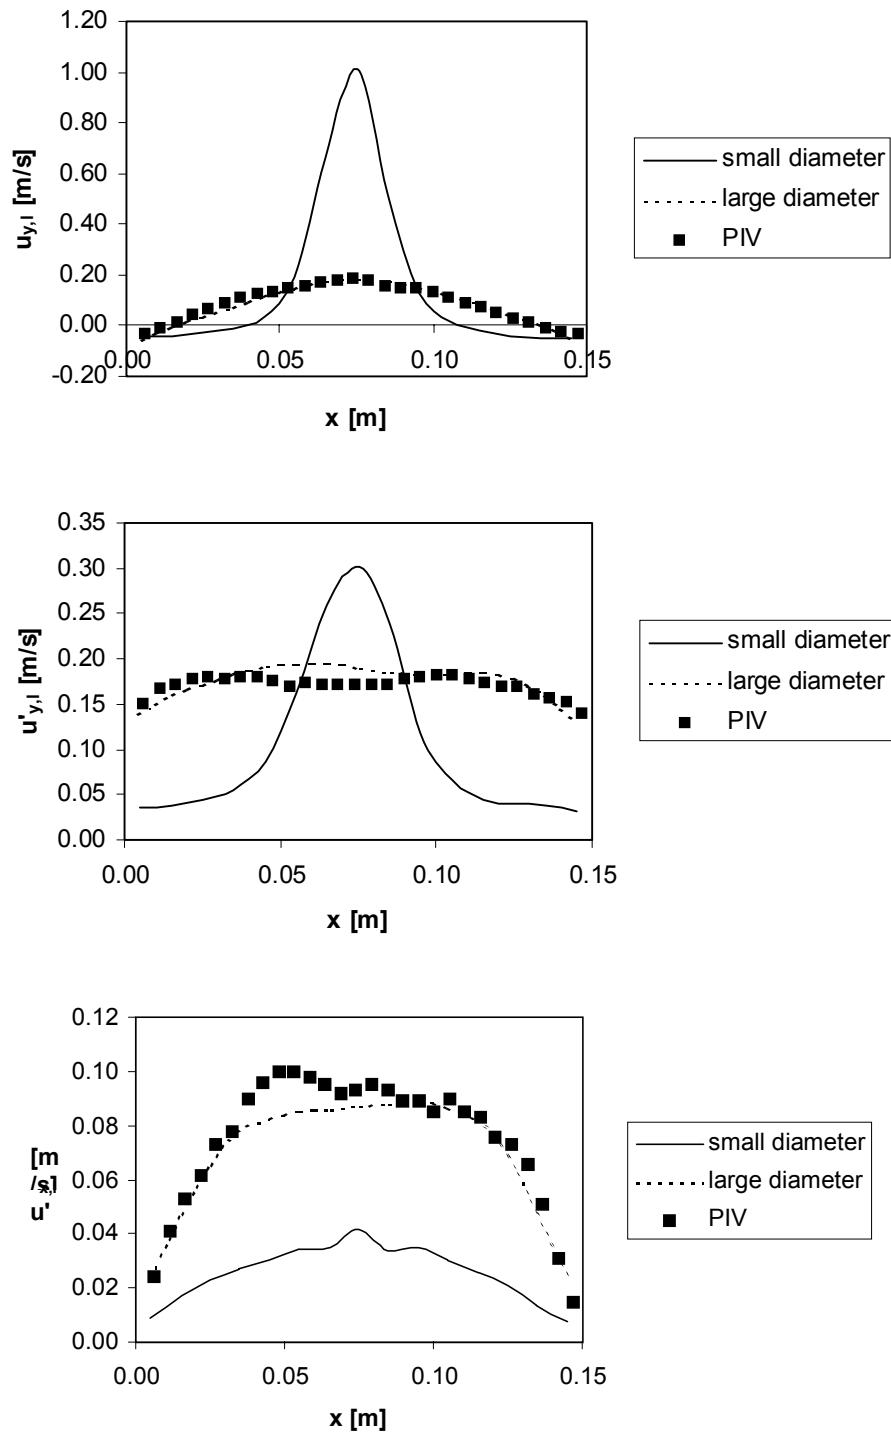 1.20
1.00
0.80
0.60
0.40
0.20
0.00
-0.20
0.00 0.05 0.10 0.15
u_y,l [m/s]
x [m]
small diameter
large diameter
PIV
0.35
0.30
0.25
0.20
0.15
0.10
0.05
0.00
0.00 0.05 0.10 0.15
u'_y,l [m/s]
x [m]
small diameter
large diameter
PIV
0.12
0.10
0.08
0.06
0.04
0.02
0.00
0.00 0.05 0.10 0.15
[m
/s]
u'x,l
x [m]
small diameter
large diameter
PIV